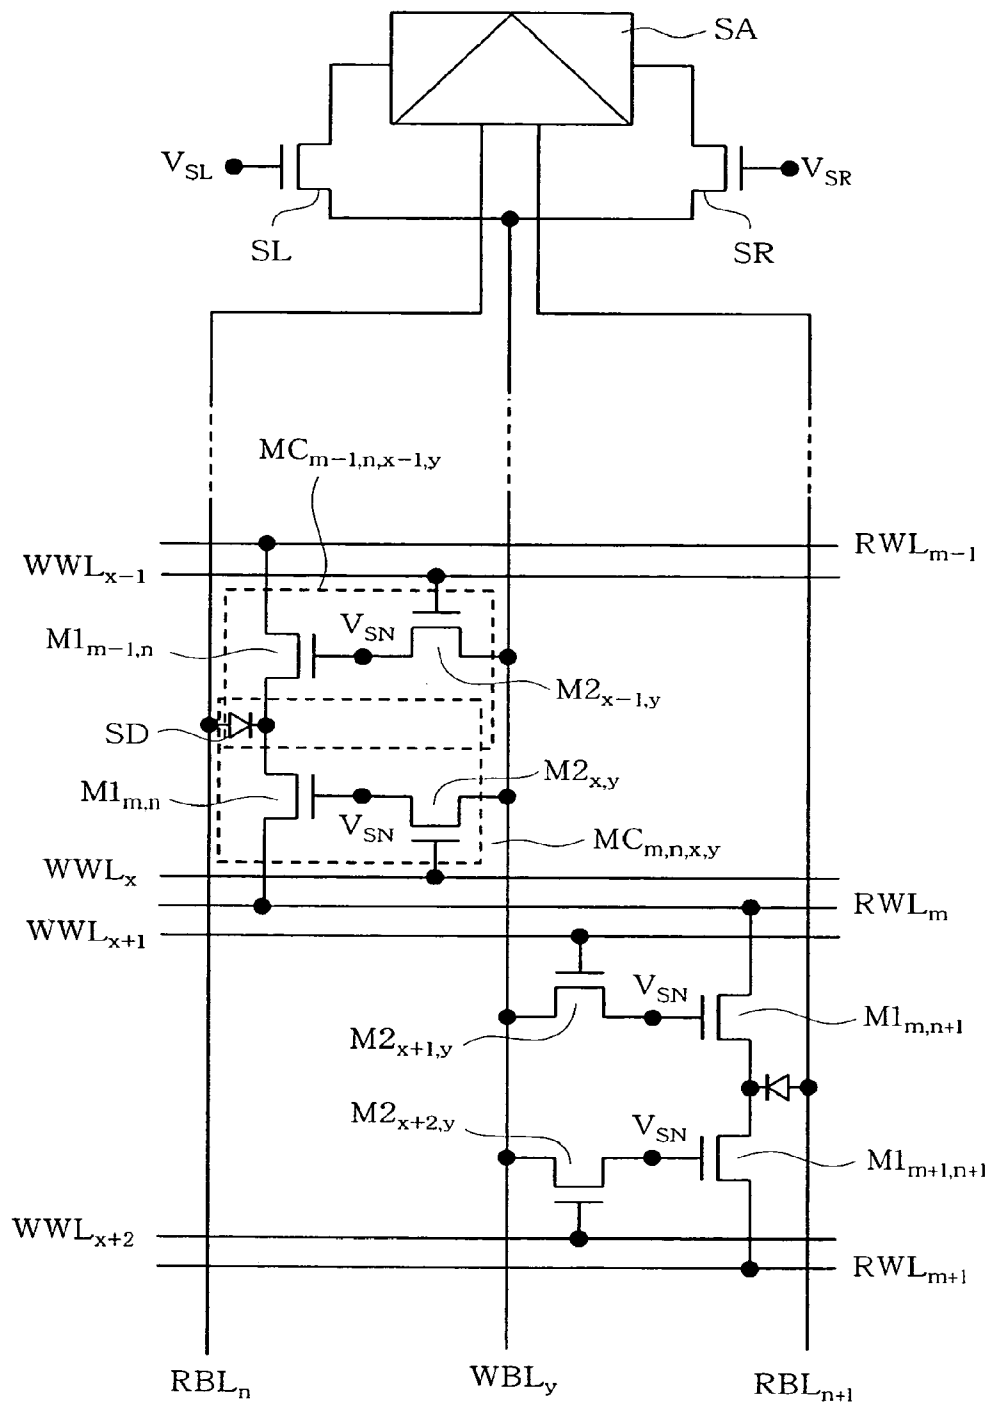 SA
V_SL
V_SR
SL
SR
MC_m-1,n,x-1,y
RWL_m-1
WWL_x-1
V_SN
M1_m-1,n
M2_x-1,y
SD
M2_x,y
M1_m,n
V_SN
MC_m,n,x,y
WWL_x
RWL_m
WWL_x+1
V_SN
M1_m,n+1
M2_x+1,y
M2_x+2,y
V_SN
M1_m+1,n+1
WWL_x+2
RWL_m+1
RBL_n
WBL_y
RBL_n+1